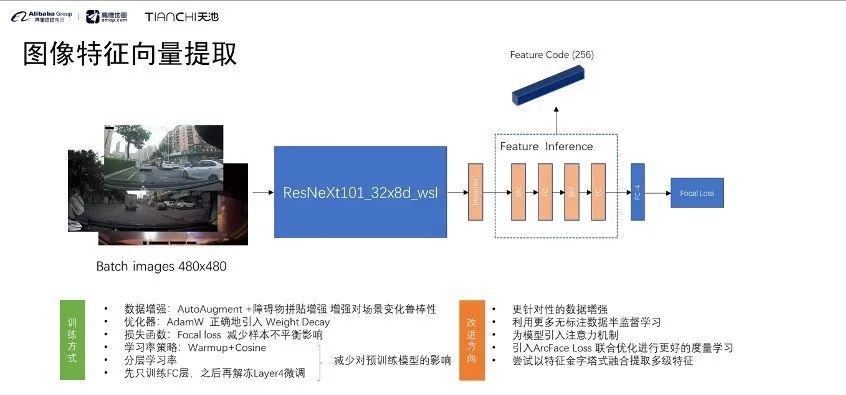 Alibaba Group
阿里巴巴集团
高德地图
amap.com
TIANCHI天池
图像特征向量提取
Feature Code (256)
Feature Inference
ResNeXt101_32x8d_wsl
BN
FC
BN
FC
FC-4
Focal Loss
Batch images 480x480
训练方式
数据增强：AutoAugment +障碍物拼贴增强 增强对场景变化鲁棒性
优化器：AdamW 正确地引入 Weight Decay
损失函数：Focal loss 减少样本不平衡影响
学习率策略：Warmup+Cosine
分层学习率
先只训练FC层，之后再解冻Layer4微调
减少对预训练模型的影响
改进方向
更针对性的数据增强
利用更多无标注数据半监督学习
为模型引入注意力机制
引入ArcFace Loss 联合优化进行更好的度量学习
尝试以特征金字塔式融合提取多级特征